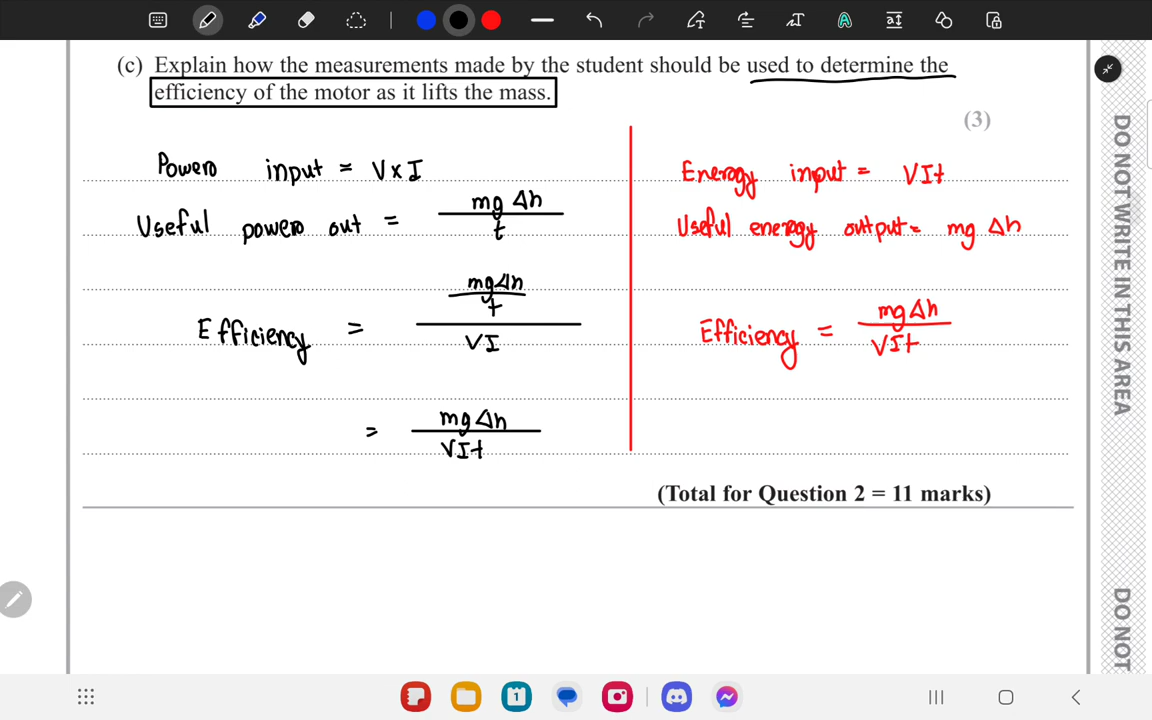 (c) Explain how the measurements made by the student should be used to determine the
efficiency of the motor as it lifts the mass.
(3)
Power input = V x I
Useful power out = mg Δh / t
Efficiency = mgΔh / t / VI
= mgΔh / VIt
Energy input = VIt
Useful energy output = mg Δh
Efficiency = mgΔh / VIt
(Total for Question 2 = 11 marks)
DO NOT WRITE IN THIS AREA
DO NOT
1